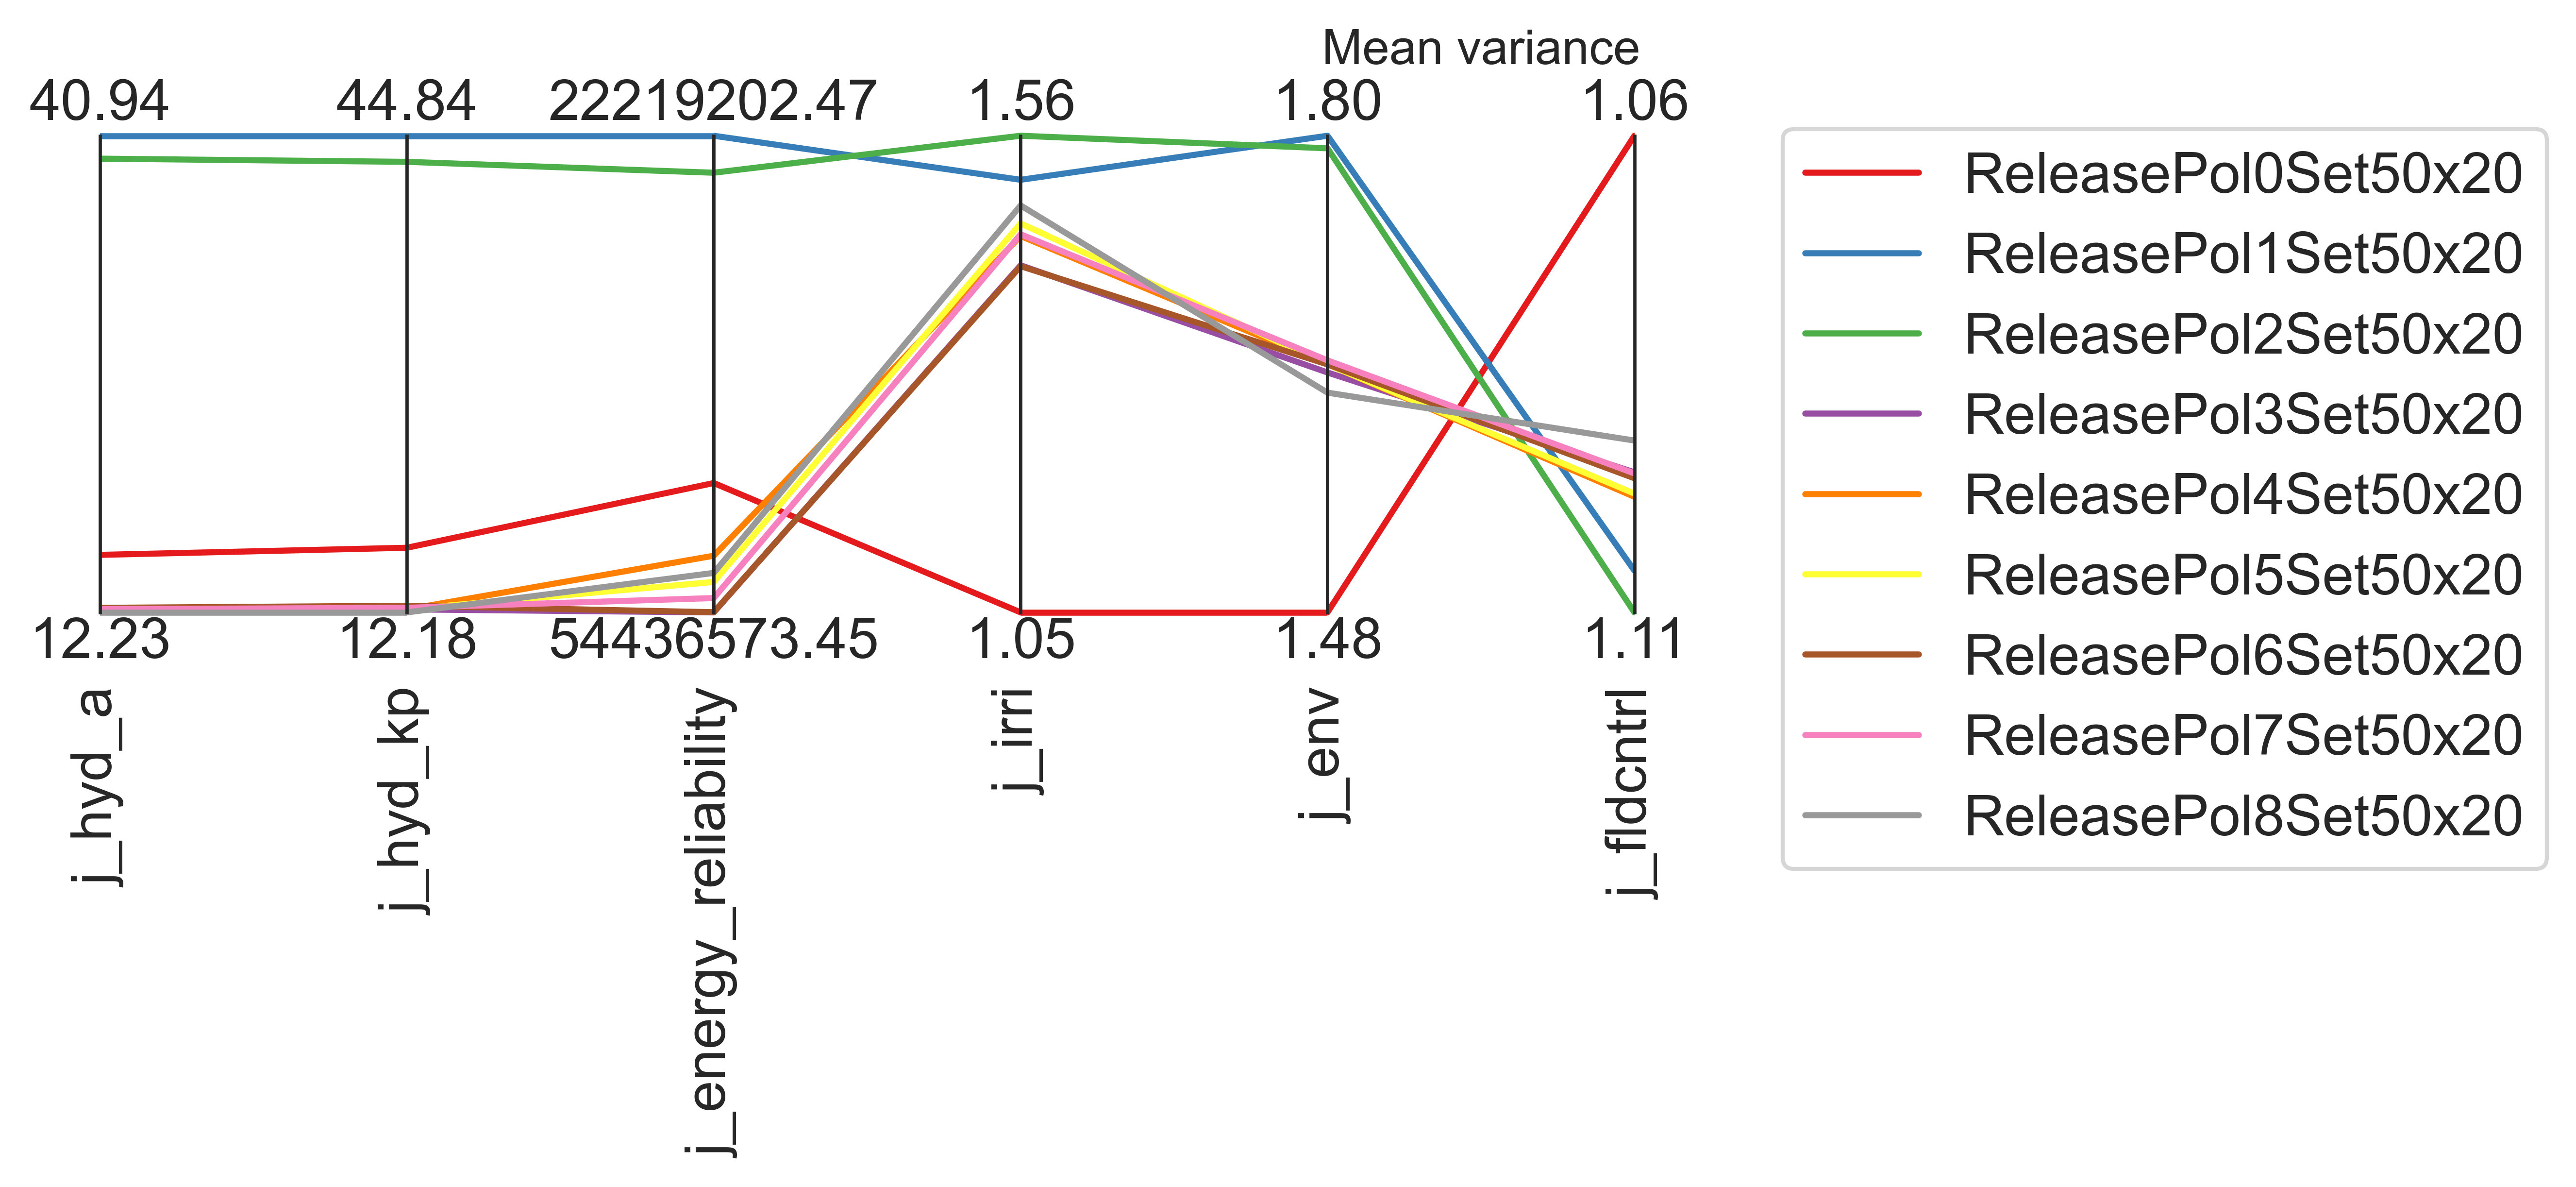 Mean variance
40.94 44.84 22219202.47 1.56 1.80 1.06
12.23 12.18 54436573.45 1.05 1.48 1.11
j_hyd_a
j_hyd_kp
j_energy_reliability
j_irri
j_env
j_fldcntrl
ReleasePol0Set50x20
ReleasePol1Set50x20
ReleasePol2Set50x20
ReleasePol3Set50x20
ReleasePol4Set50x20
ReleasePol5Set50x20
ReleasePol6Set50x20
ReleasePol7Set50x20
ReleasePol8Set50x20